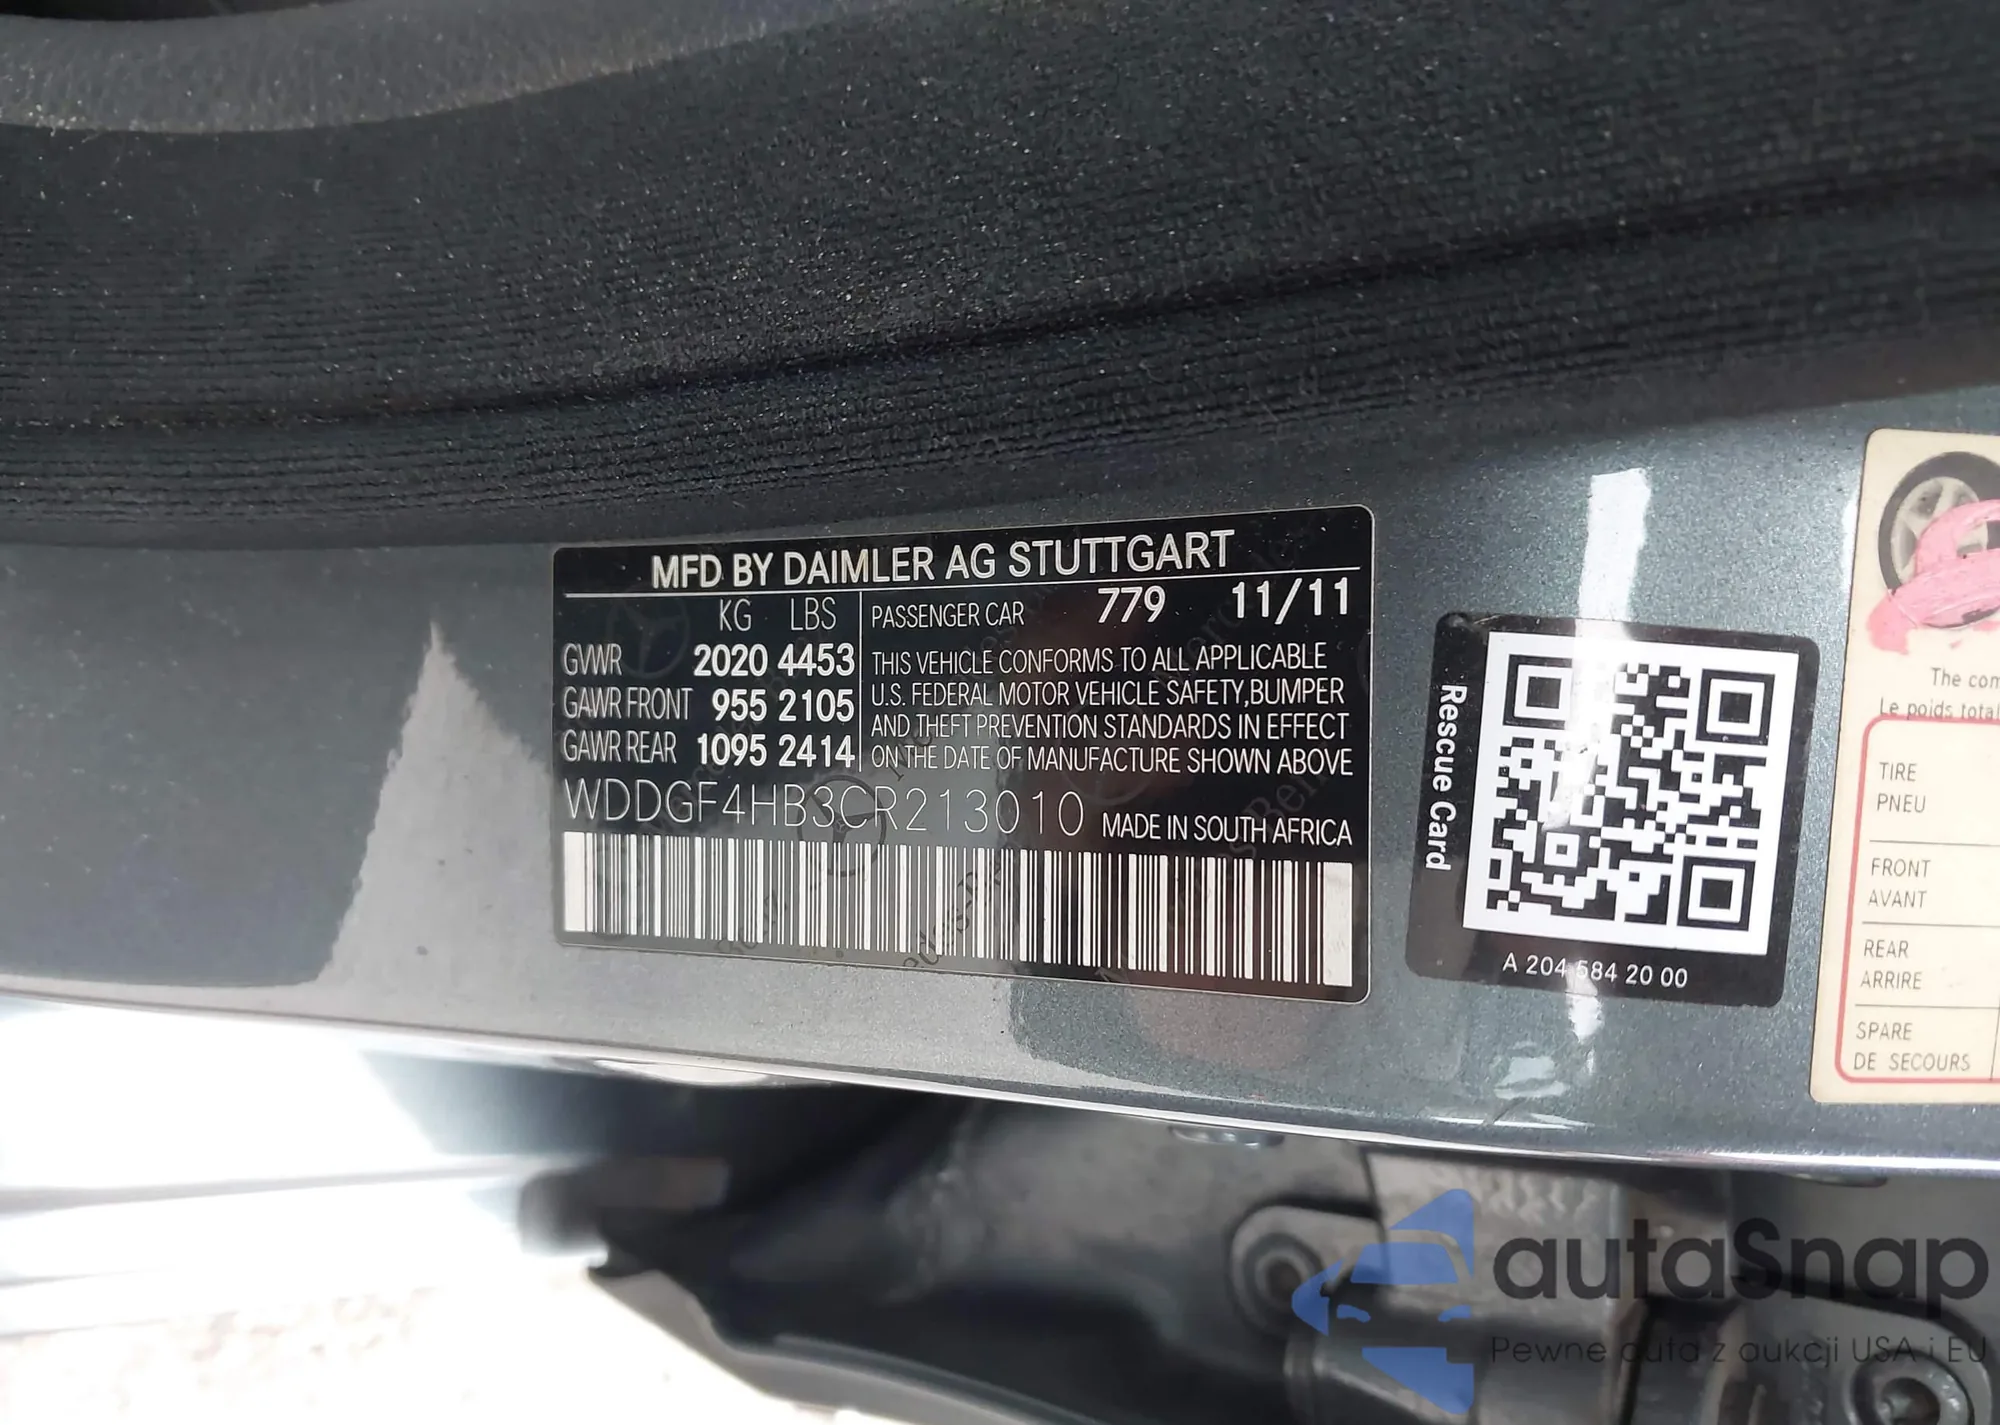 MFD BY DAIMLER AG STUTTGART
KG LBS
GVWR 2020 4453
GAWR FRONT 955 2105
GAWR REAR 1095 2414
PASSENGER CAR 779 11/11
THIS VEHICLE CONFORMS TO ALL APPLICABLE
U.S. FEDERAL MOTOR VEHICLE SAFETY,BUMPER
AND THEFT PREVENTION STANDARDS IN EFFECT
ON THE DATE OF MANUFACTURE SHOWN ABOVE
WDDGF4HB3CR213010 MADE IN SOUTH AFRICA
Rescue Card
A 204 584 20 00
The com
Le poids total
TIRE
PNEU
FRONT
AVANT
REAR
ARRIRE
SPARE
DE SECOURS
autaSnap
Pewne auta z aukcji USA i EU